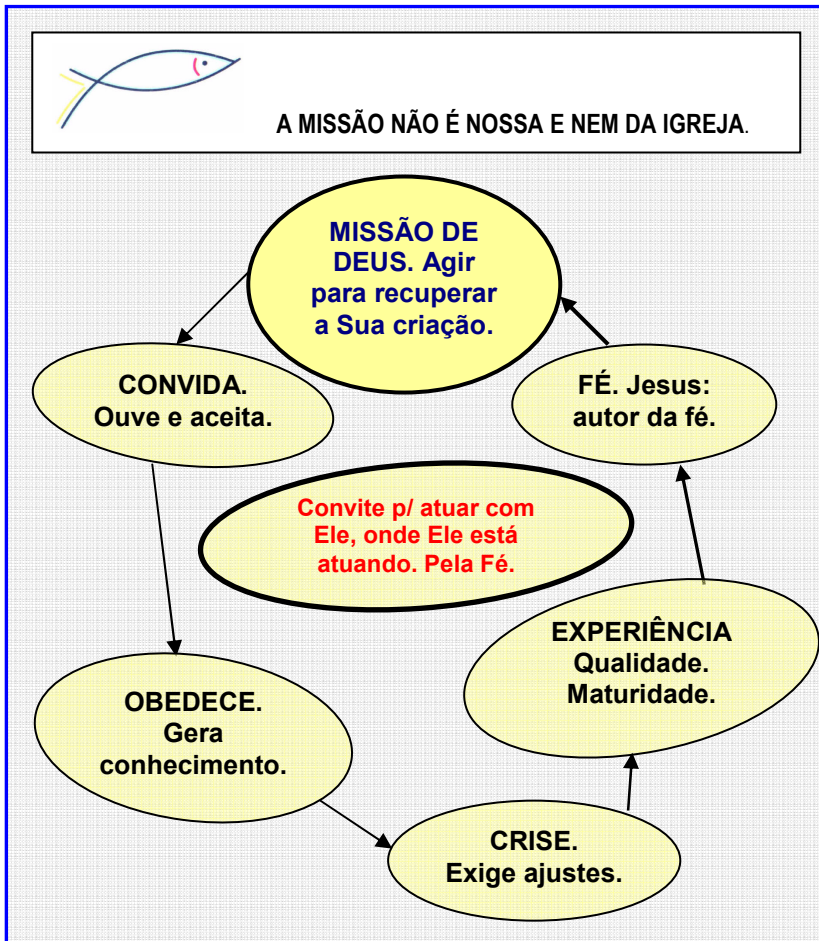 A MISSÃO NÃO É NOSSA E NEM DA IGREJA.
MISSÃO DE
DEUS. Agir
para recuperar
a Sua criação.
CONVIDA.
Ouve e aceita.
FÉ. Jesus:
autor da fé.
Convite p/ atuar com
Ele, onde Ele está
atuando. Pela Fé.
EXPERIÊNCIA
Qualidade.
Maturidade.
OBEDECE.
Gera
conhecimento.
CRISE.
Exige ajustes.